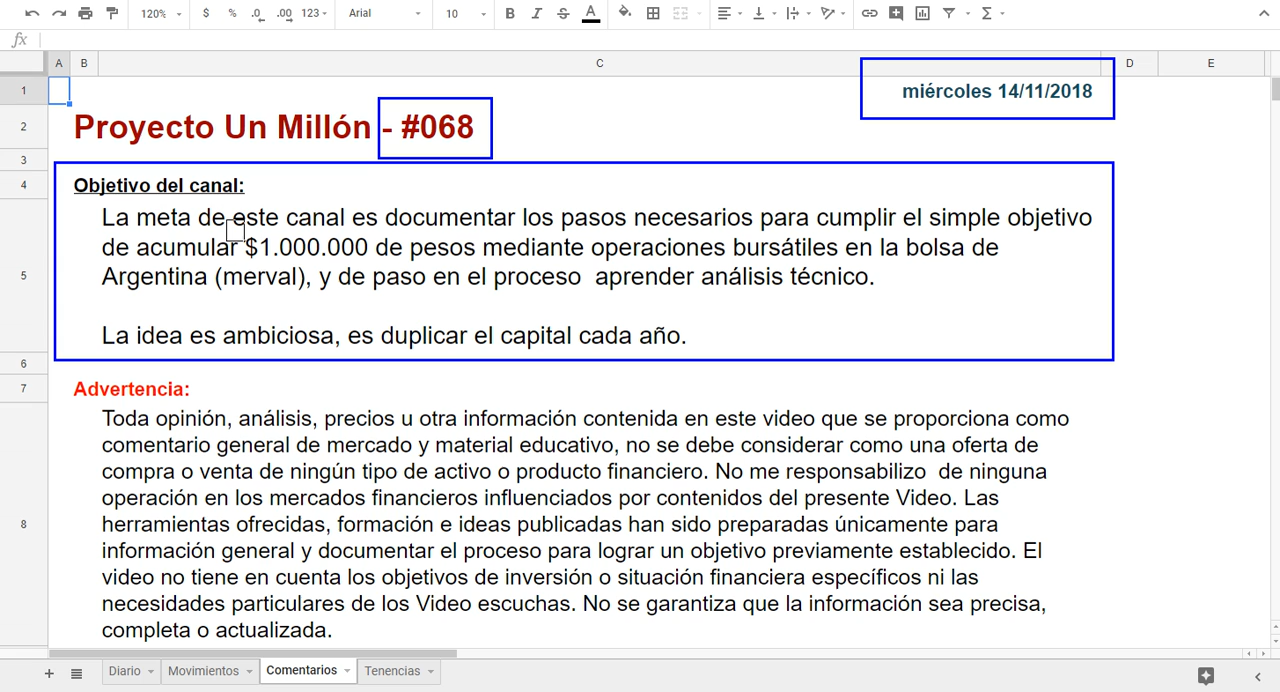 120%
$ % .0 .00 123
Arial
10
B I S A
fx
A B C D E
1
miércoles 14/11/2018
2
Proyecto Un Millón - #068
3
4
Objetivo del canal:
La meta de este canal es documentar los pasos necesarios para cumplir el simple objetivo
de acumular $1.000.000 de pesos mediante operaciones bursátiles en la bolsa de
5
Argentina (merval), y de paso en el proceso aprender análisis técnico.
La idea es ambiciosa, es duplicar el capital cada año.
6
7
Advertencia:
Toda opinión, análisis, precios u otra información contenida en este video que se proporciona como
comentario general de mercado y material educativo, no se debe considerar como una oferta de
compra o venta de ningún tipo de activo o producto financiero. No me responsabilizo de ninguna
operación en los mercados financieros influenciados por contenidos del presente Video. Las
8
herramientas ofrecidas, formación e ideas publicadas han sido preparadas únicamente para
información general y documentar el proceso para lograr un objetivo previamente establecido. El
video no tiene en cuenta los objetivos de inversión o situación financiera específicos ni las
necesidades particulares de los Video escuchas. No se garantiza que la información sea precisa,
completa o actualizada.
Diario Movimientos Comentarios Tenencias